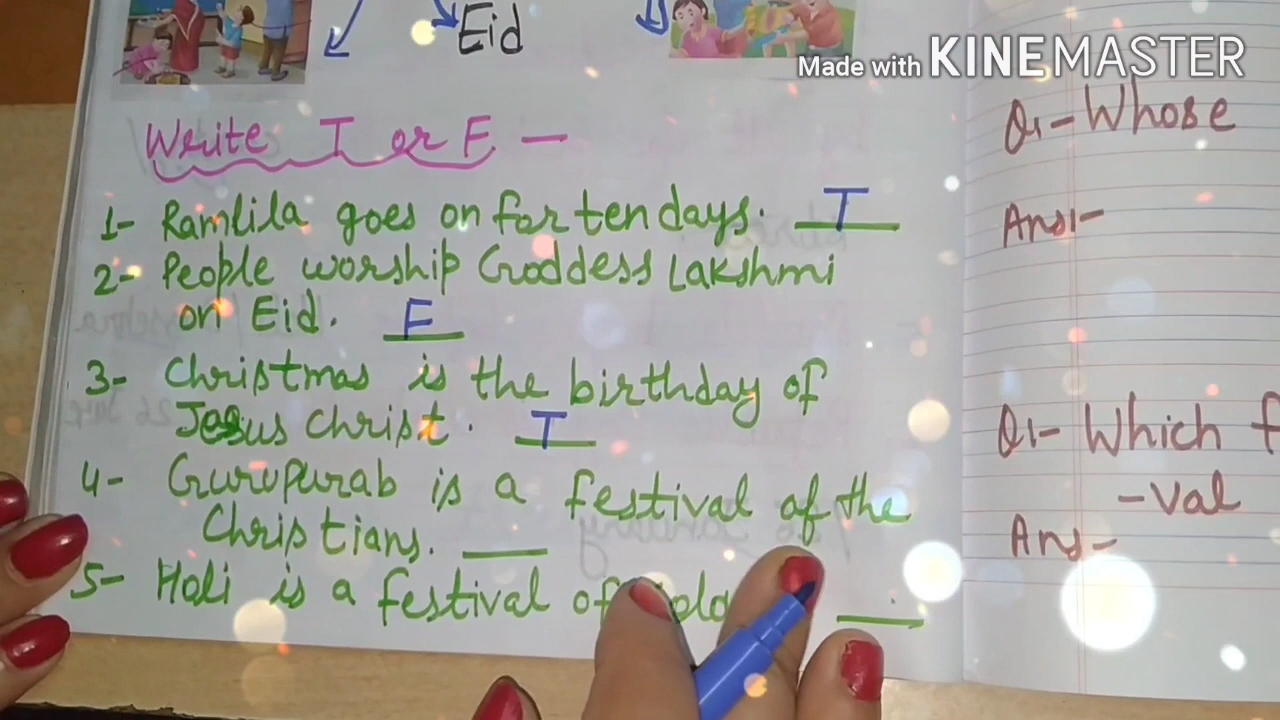 Eid
Made with KINEMASTER
Write T or F -
1- Ramlila goes on for ten days. T
2- People worship Goddess Lakshmi
on Eid. F
3- Christmas is the birthday of
Jesus Christ. T
4- Gurupurab is a festival of the
Christians.
5- Holi is a festival of
Q1- Whose
Ans1-
Q1- Which f
-val
Ans-